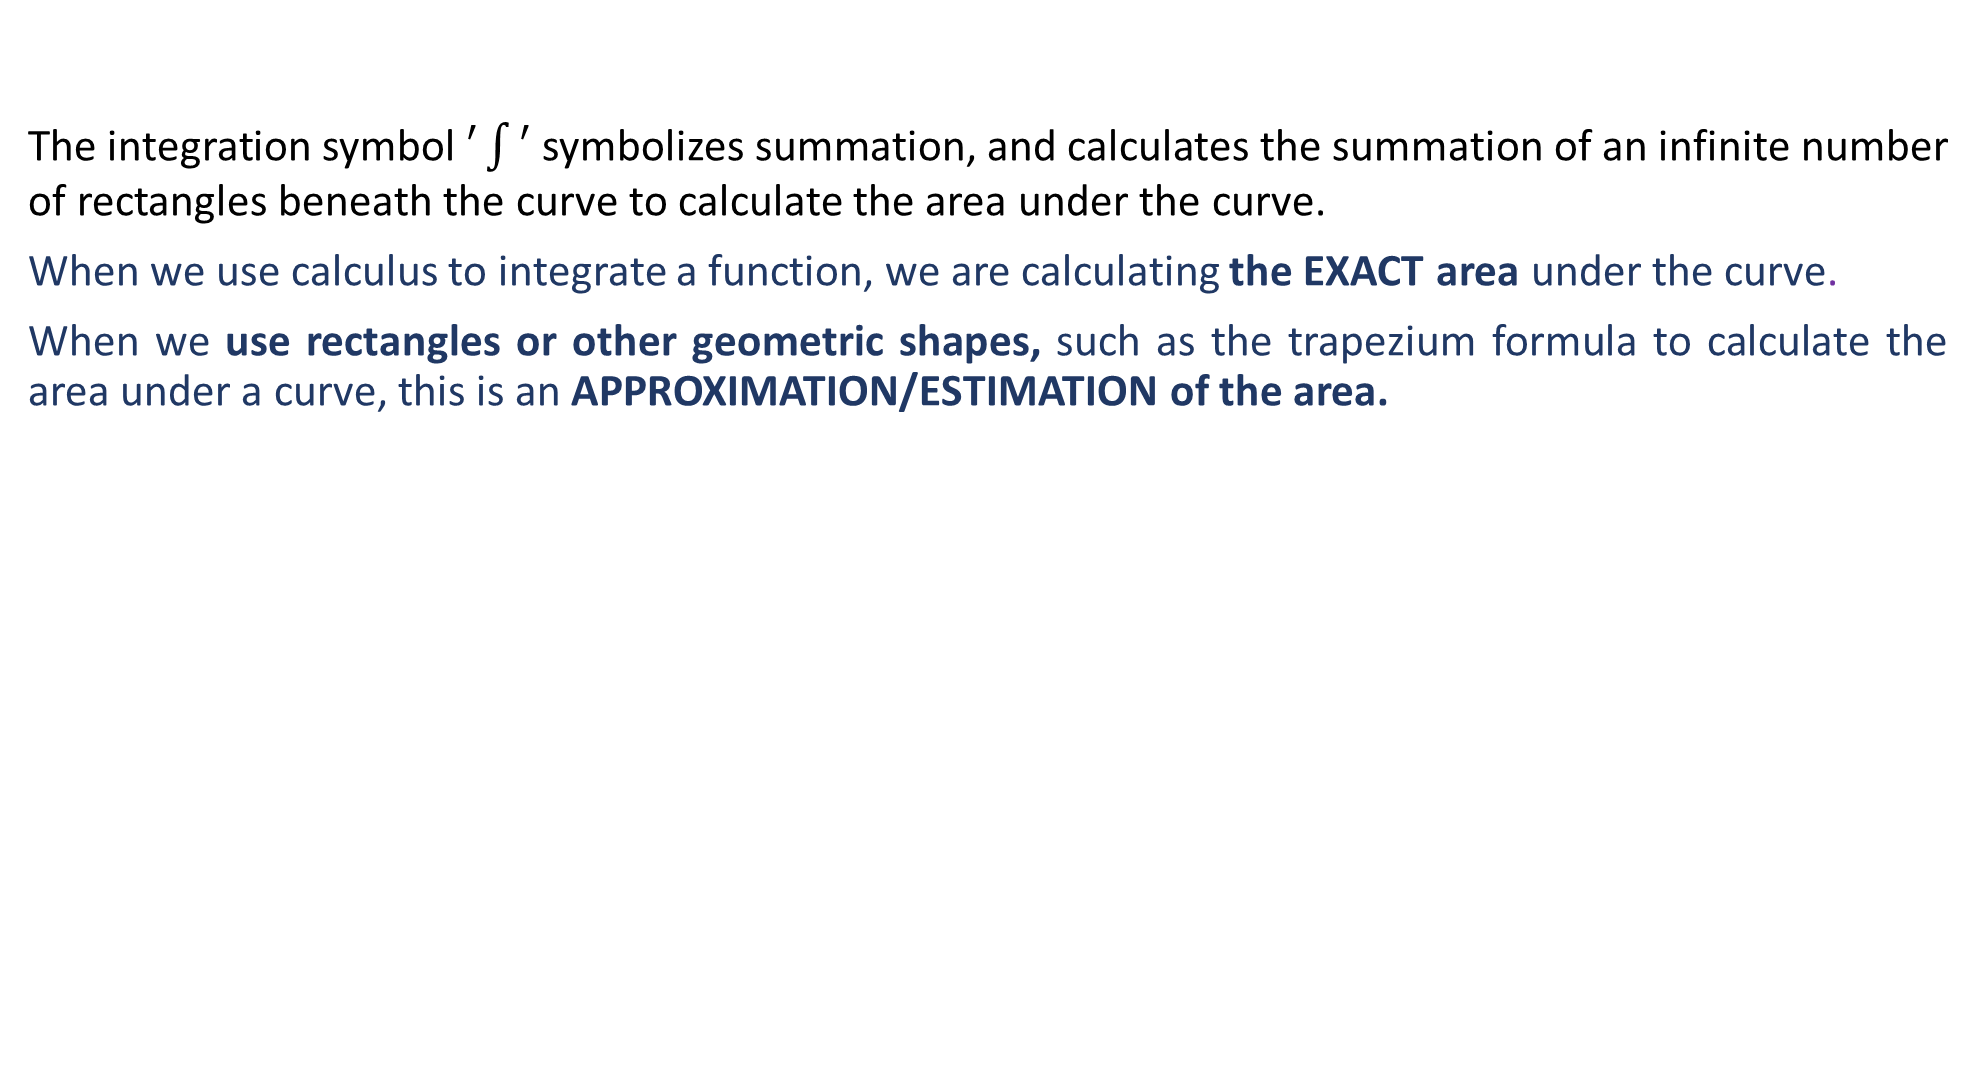 The integration symbol ′ ∫ ′ symbolizes summation, and calculates the summation of an infinite number
of rectangles beneath the curve to calculate the area under the curve.
When we use calculus to integrate a function, we are calculating the EXACT area under the curve.
When we use rectangles or other geometric shapes, such as the trapezium formula to calculate the
area under a curve, this is an APPROXIMATION/ESTIMATION of the area.